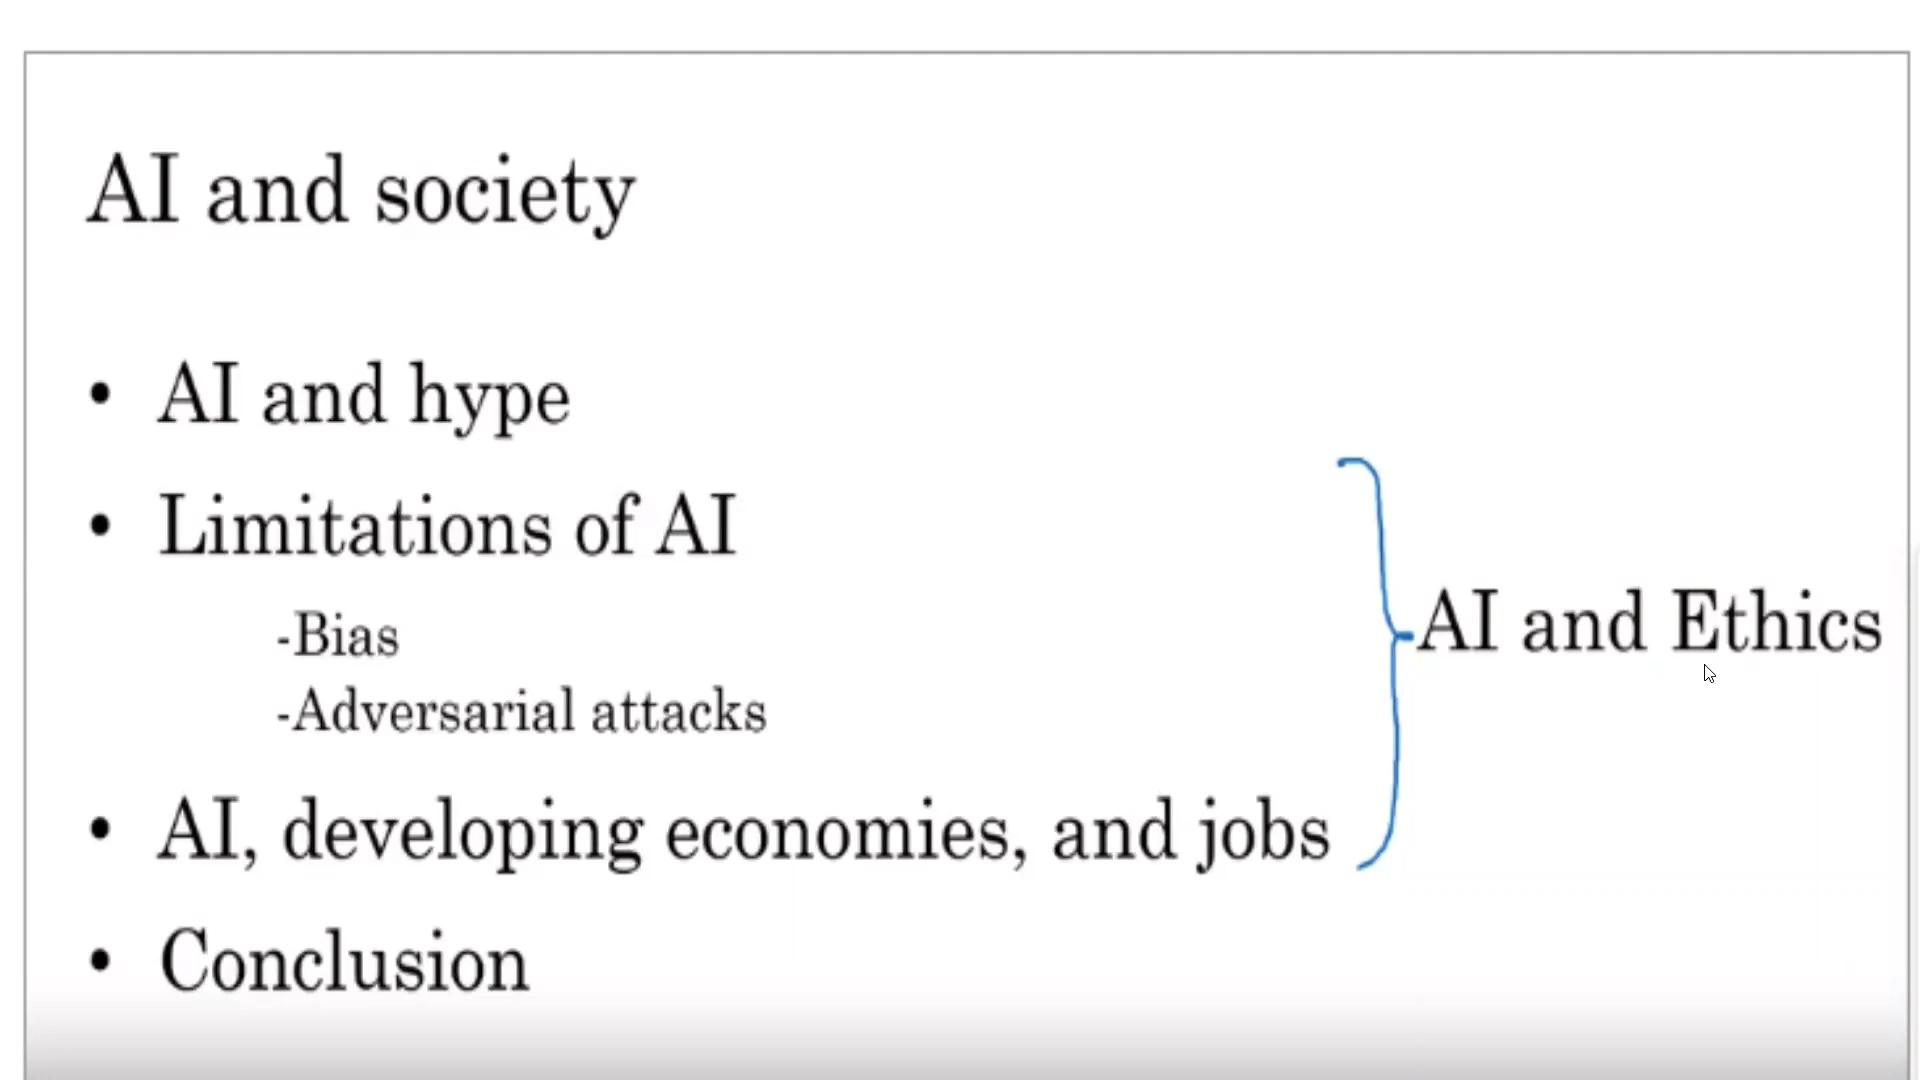 AI and society
• AI and hype
• Limitations of AI
-Bias
-Adversarial attacks
• AI, developing economies, and jobs
• Conclusion
AI and Ethics